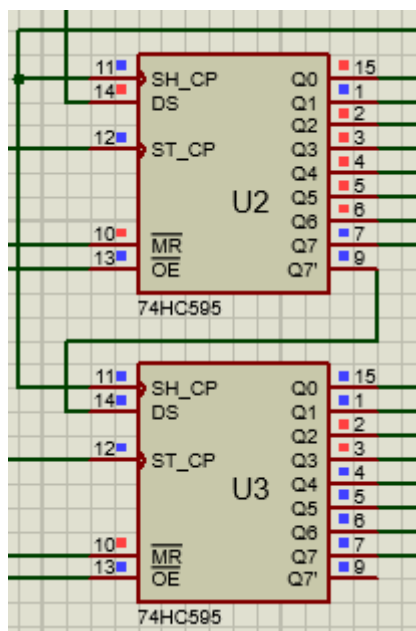 11 SH_CP Q0 15
14 DS Q1 1
Q2 2
12 ST_CP Q3 3
Q4 4
Q5 5
U2 Q6 6
10 MR Q7 7
13 OE Q7' 9
74HC595
11 SH_CP Q0 15
14 DS Q1 1
Q2 2
12 ST_CP Q3 3
Q4 4
U3 Q5 5
Q6 6
10 MR Q7 7
13 OE Q7' 9
74HC595